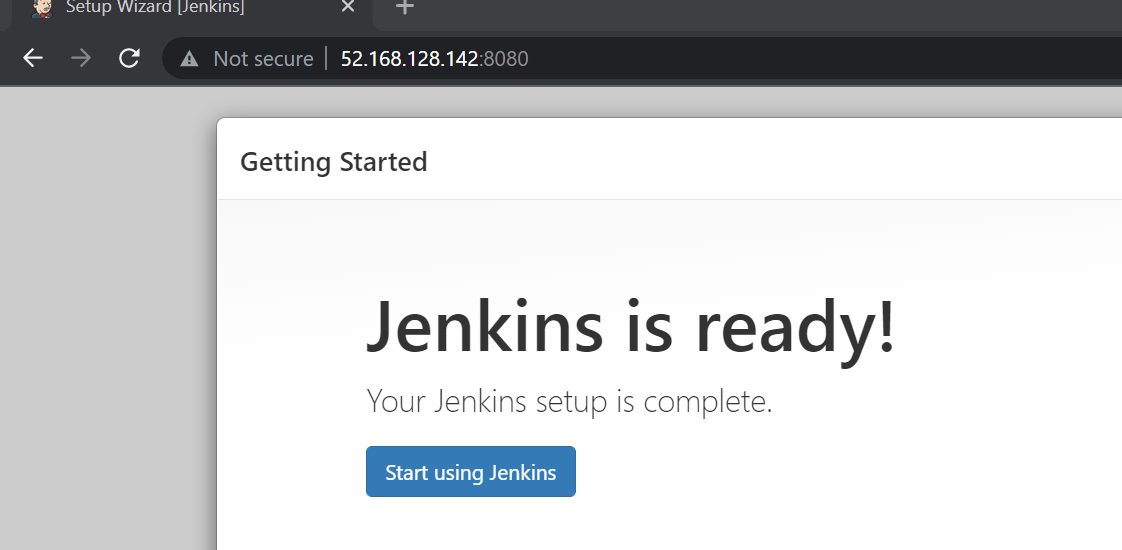 Setup Wizard [Jenkins]
Not secure | 52.168.128.142:8080
Getting Started
Jenkins is ready!
Your Jenkins setup is complete.
Start using Jenkins